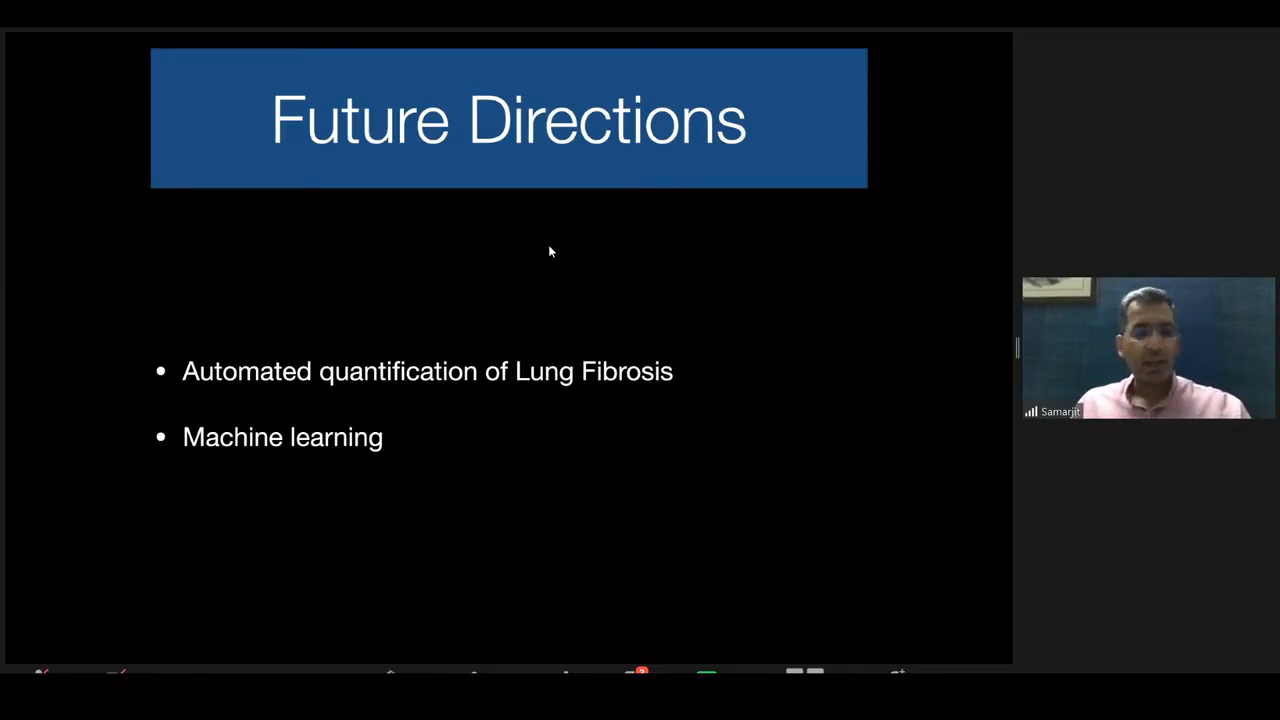 Future Directions
• Automated quantification of Lung Fibrosis
• Machine learning
Samarjit